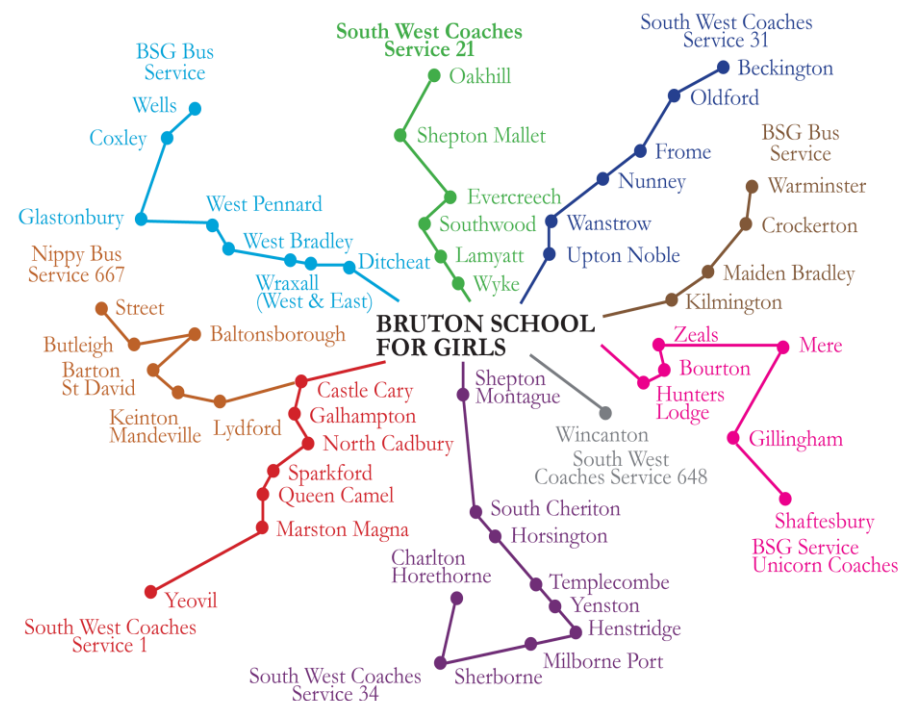 South West Coaches
Service 21
South West Coaches
Service 31
BSG Bus
Service
Wells
Coxley
Glastonbury
West Pennard
West Bradley
Wraxall
(West & East)
Ditcheat
Oakhill
Shepton Mallet
Evercreech
Southwood
Lamyatt
Wyke
Beckington
Oldford
Frome
Nunney
Wanstrow
Upton Noble
BSG Bus
Service
Warminster
Crockerton
Maiden Bradley
Kilmington
Nippy Bus
Service 667
Street
Butleigh
Baltonsborough
Barton
St David
Keinton
Mandeville
Lydford
BRUTON SCHOOL
FOR GIRLS
Zeals
Mere
Bourton
Hunters
Lodge
Gillingham
Shaftesbury
BSG Service
Unicorn Coaches
Castle Cary
Galhampton
North Cadbury
Sparkford
Queen Camel
Marston Magna
Yeovil
South West Coaches
Service 1
Shepton
Montague
South Cheriton
Horsington
Templecombe
Yenston
Henstridge
Milborne Port
Sherborne
Charlton
Horethorne
South West Coaches
Service 34
Wincanton
South West
Coaches Service 648